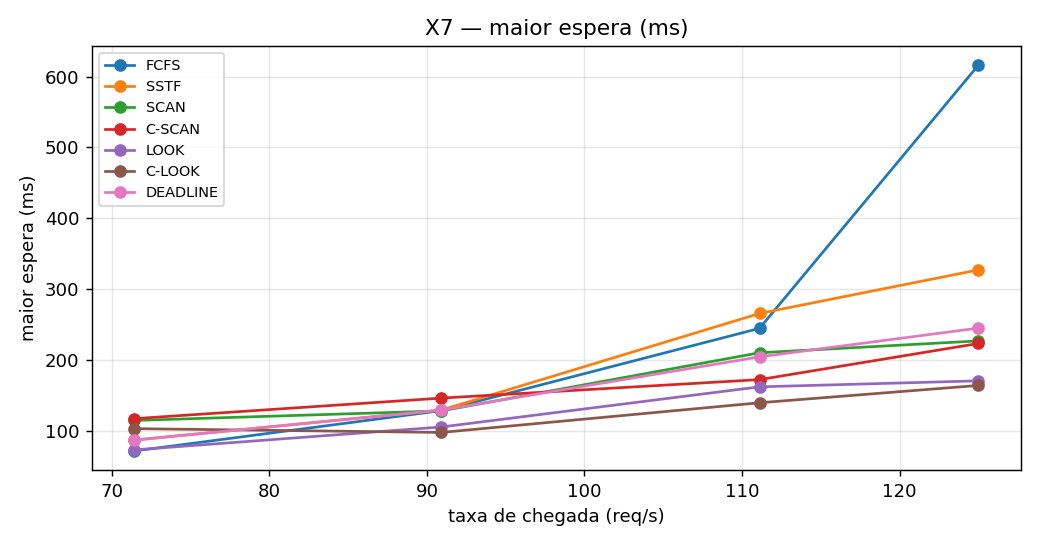 X7 — maior espera (ms)
FCFS
SSTF
SCAN
C-SCAN
LOOK
C-LOOK
DEADLINE
maior espera (ms)
600
500
400
300
200
100
70
80
90
100
110
120
taxa de chegada (req/s)